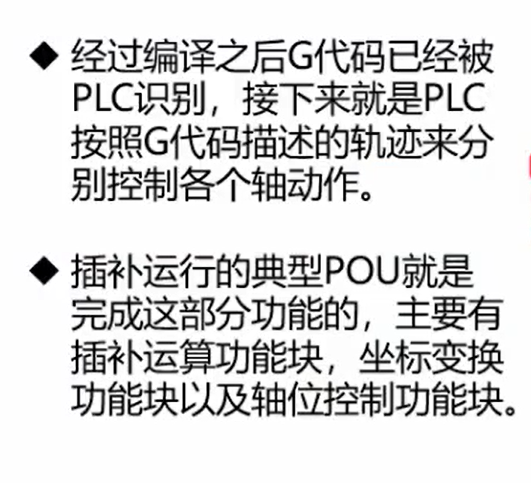 ◆ 经过编译之后G代码已经被
PLC识别，接下来就是PLC
按照G代码描述的轨迹来分
别控制各个轴动作。
◆ 插补运行的典型POU就是
完成这部分功能的，主要有
插补运算功能块，坐标变换
功能块以及轴位控制功能块。